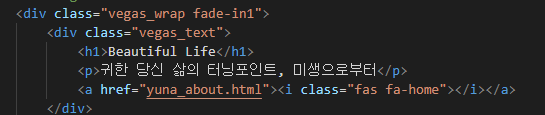 <div class="vegas_wrap fade-in1">
<div class="vegas_text">
<h1>Beautiful Life</h1>
<p>귀한 당신 삶의 터닝포인트, 미생으로부터</p>
<a href="yuna_about.html"><i class="fas fa-home"></i></a>
</div>